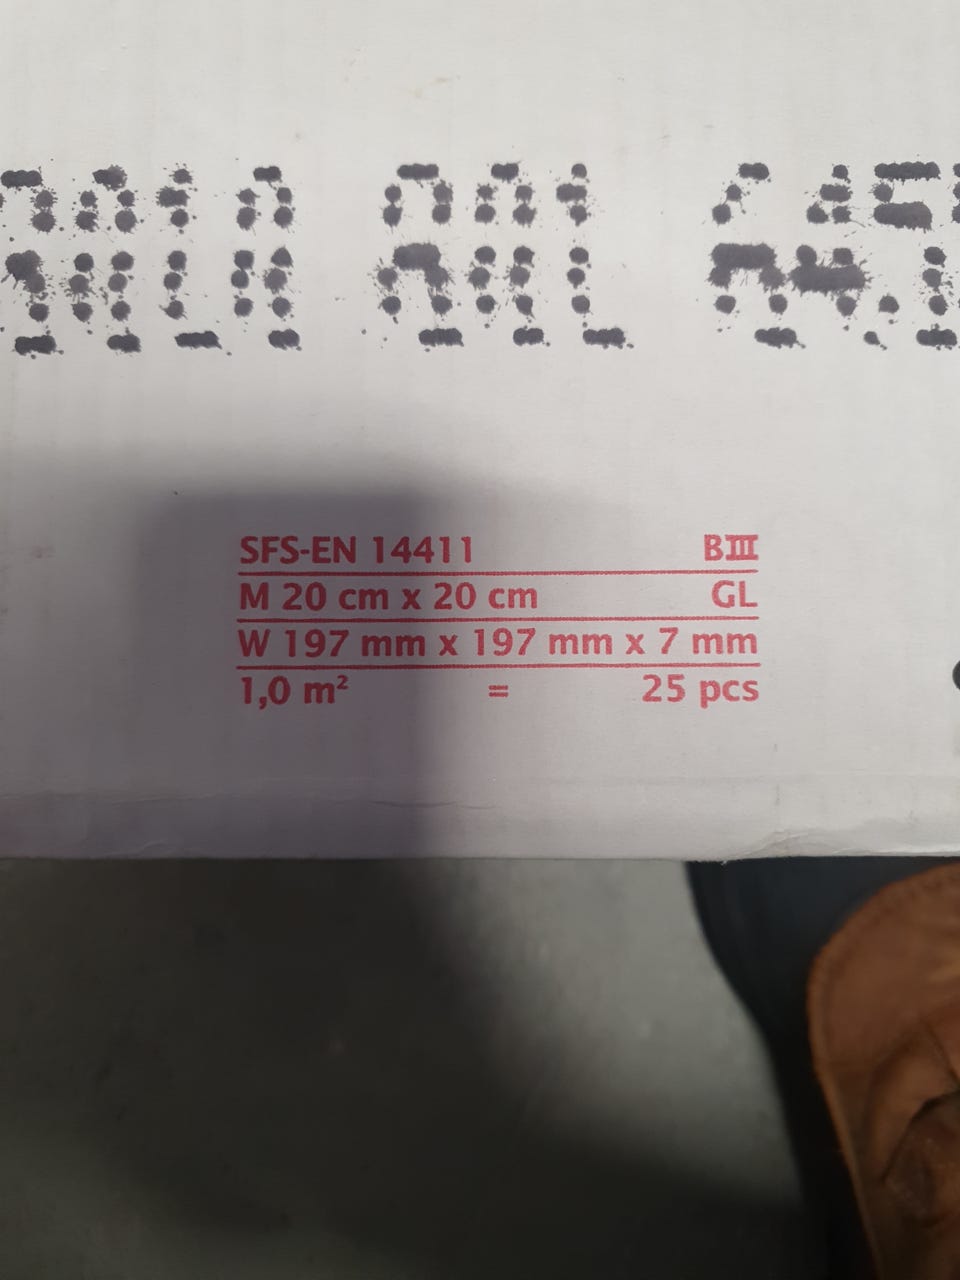 SFS-EN 14411 BIII
M 20 cm x 20 cm GL
W 197 mm x 197 mm x 7 mm
1,0 m² = 25 pcs